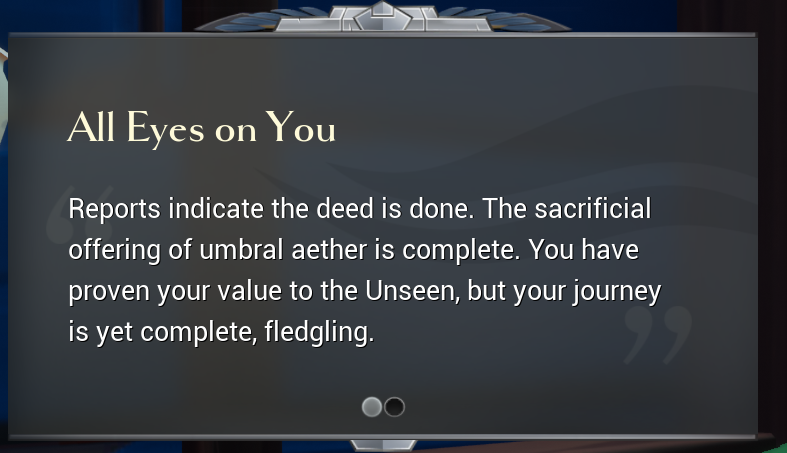 All Eyes on You
Reports indicate the deed is done. The sacrificial
offering of umbral aether is complete. You have
proven your value to the Unseen, but your journey
is yet complete, fledgling.